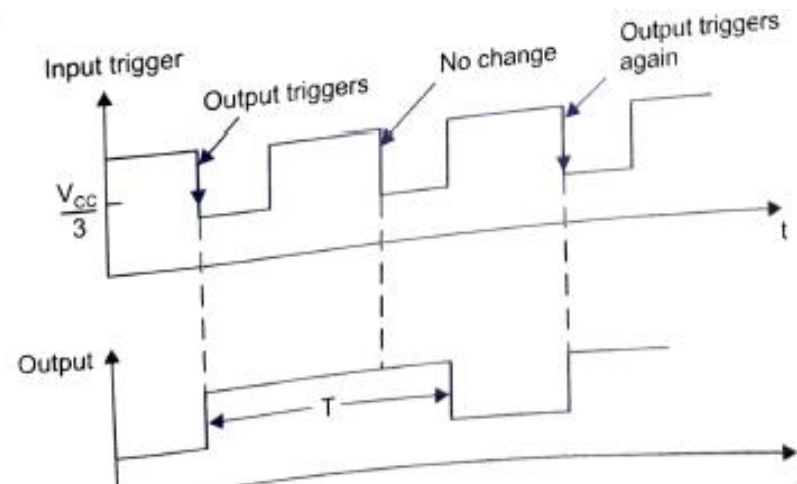 Input trigger
Output triggers
No change
Output triggers
again
V_CC
3
t
Output
T